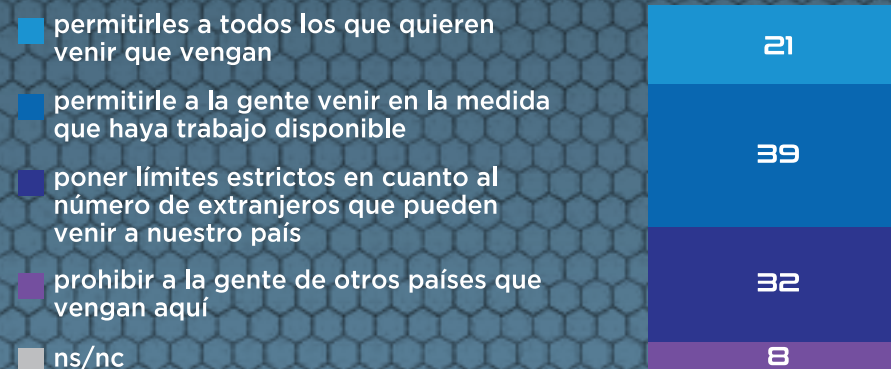 permitirles a todos los que quieren
venir que vengan
21
permitirle a la gente venir en la medida
que haya trabajo disponible
39
poner límites estrictos en cuanto al
número de extranjeros que pueden
venir a nuestro país
32
prohibir a la gente de otros países que
vengan aquí
8
ns/nc